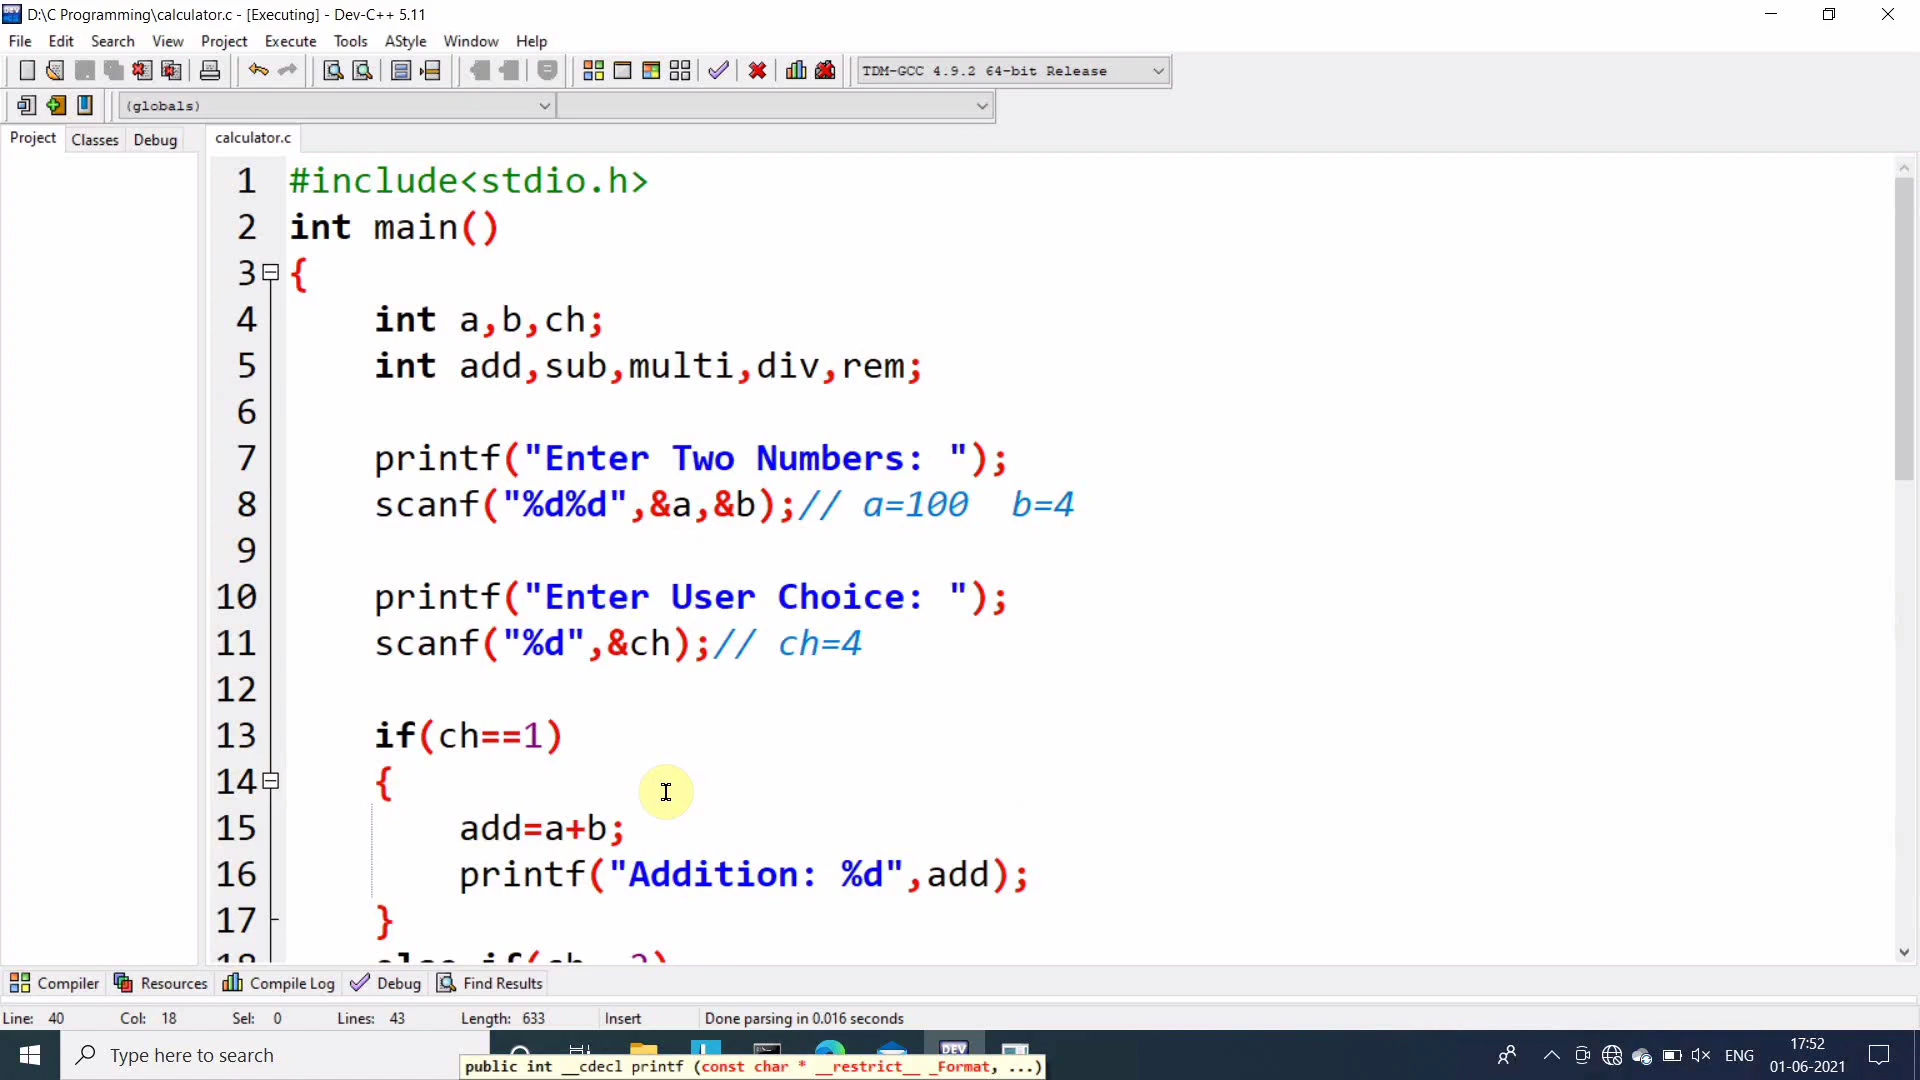 D:\C Programming\calculator.c - [Executing] - Dev-C++ 5.11
File Edit Search View Project Execute Tools AStyle Window Help
TDM-GCC 4.9.2 64-bit Release
(globals)
Project Classes Debug calculator.c
1 #include<stdio.h>
2 int main()
3 {
4 int a,b,ch;
5 int add,sub,multi,div,rem;
6
7 printf("Enter Two Numbers: ");
8 scanf("%d%d",&a,&b);// a=100 b=4
9
10 printf("Enter User Choice: ");
11 scanf("%d",&ch);// ch=4
12
13 if(ch==1)
14 {
15 add=a+b;
16 printf("Addition: %d",add);
17 }
Compiler Resources Compile Log Debug Find Results
Line: 40 Col: 18 Sel: 0 Lines: 43 Length: 633 Insert Done parsing in 0.016 seconds
Type here to search
DEV
public int __cdecl printf (const char * __restrict__ _Format, ...)
ENG
17:52
01-06-2021